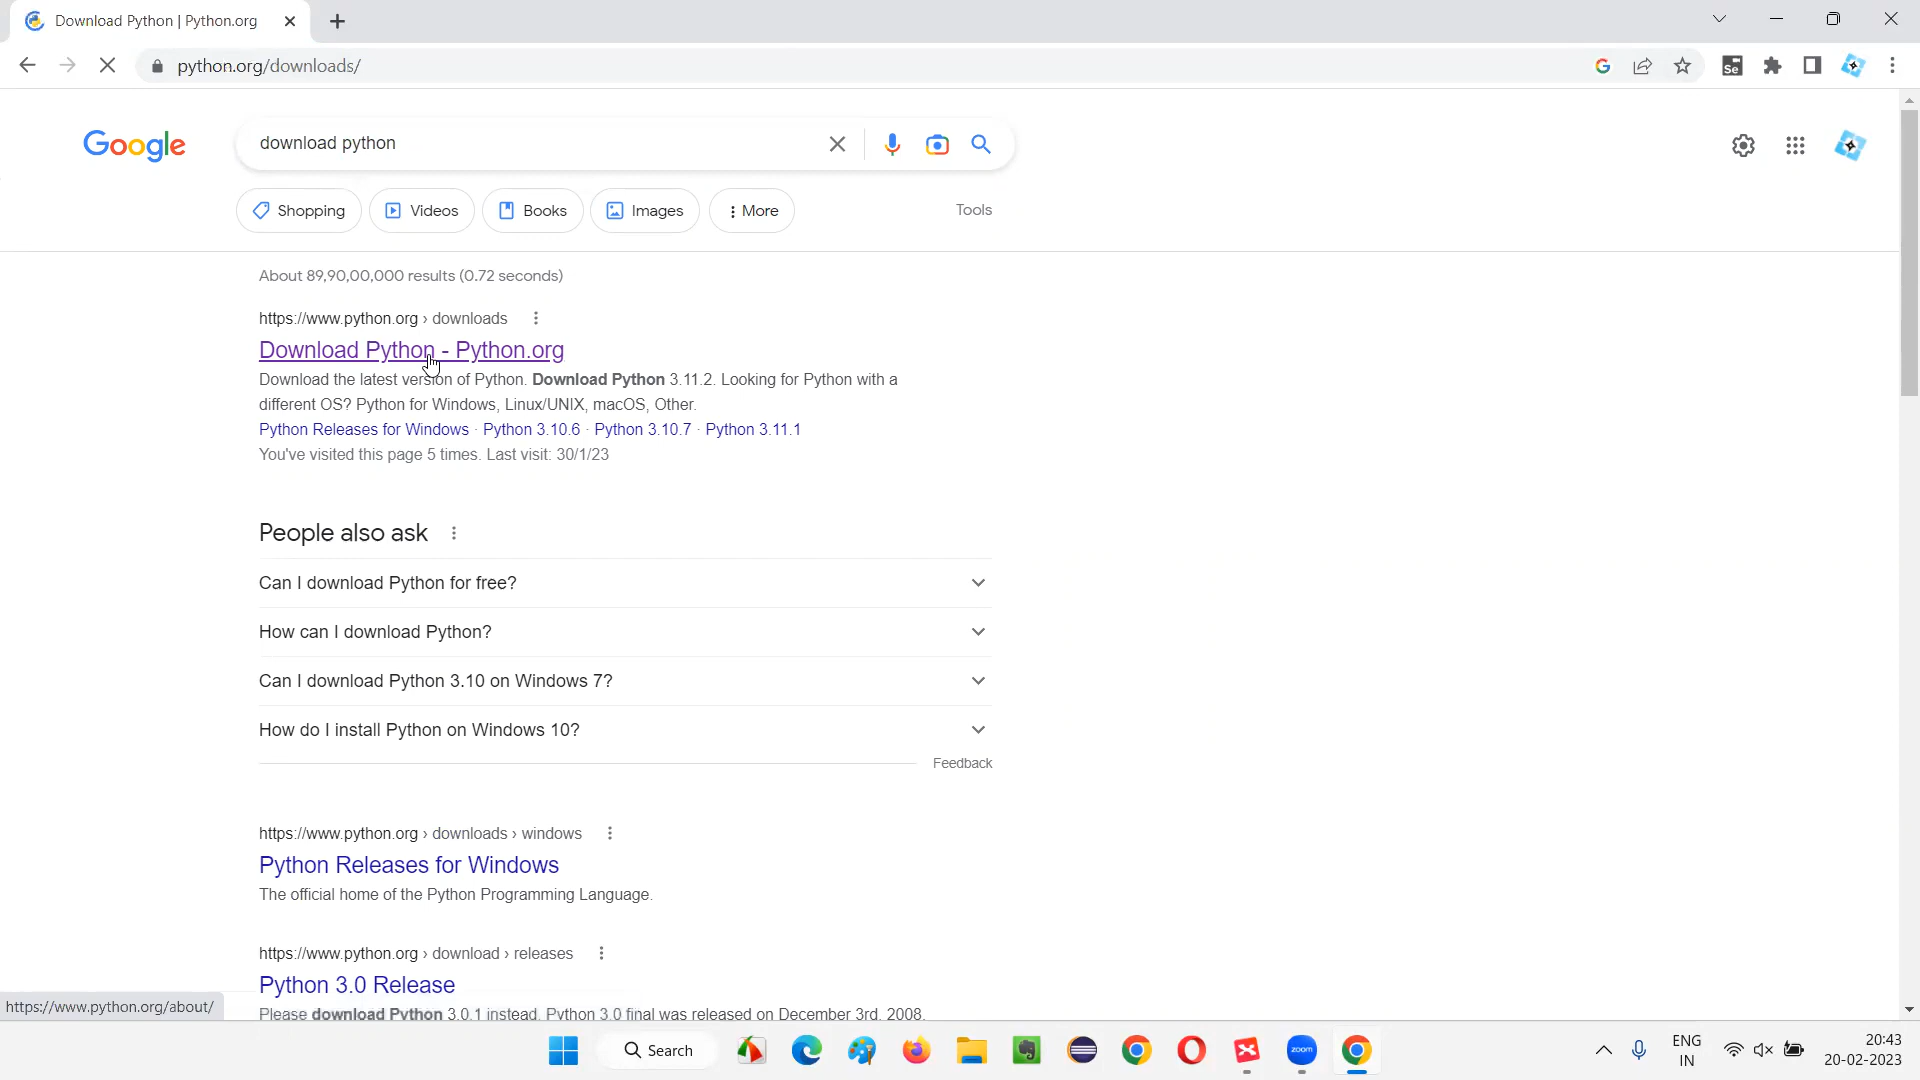 Download Python | Python.org
python.org/downloads/
Google
download python
Shopping
Videos
Books
Images
More
Tools
About 89,90,00,000 results (0.72 seconds)
https://www.python.org › downloads
Download Python - Python.org
Download the latest version of Python. Download Python 3.11.2. Looking for Python with a
different OS? Python for Windows, Linux/UNIX, macOS, Other.
Python Releases for Windows · Python 3.10.6 · Python 3.10.7 · Python 3.11.1
You've visited this page 5 times. Last visit: 30/1/23
People also ask
Can I download Python for free?
How can I download Python?
Can I download Python 3.10 on Windows 7?
How do I install Python on Windows 10?
Feedback
https://www.python.org › downloads › windows
Python Releases for Windows
The official home of the Python Programming Language.
https://www.python.org › download › releases
Python 3.0 Release
Please download Python 3.0.1 instead. Python 3.0 final was released on December 3rd, 2008.
https://www.python.org/about/
Search
zoom
ENG
IN
20:43
20-02-2023
Se